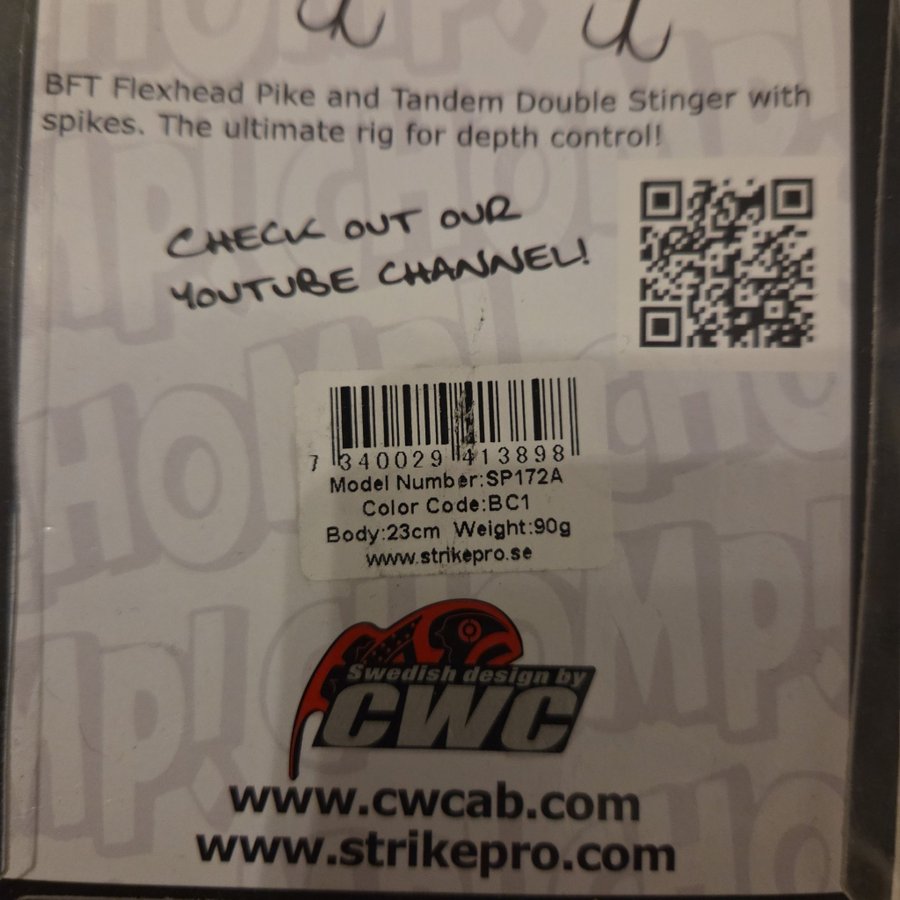 BFT Flexhead Pike and Tandem Double Stinger with
spikes. The ultimate rig for depth control!
CHECK OUT OUR
YOUTUBE CHANNEL!
7 340029 413898
Model Number:SP172A
Color Code:BC1
Body:23cm Weight:90g
www.strikepro.se
Swedish design by
CWC
www.cwcab.com
www.strikepro.com